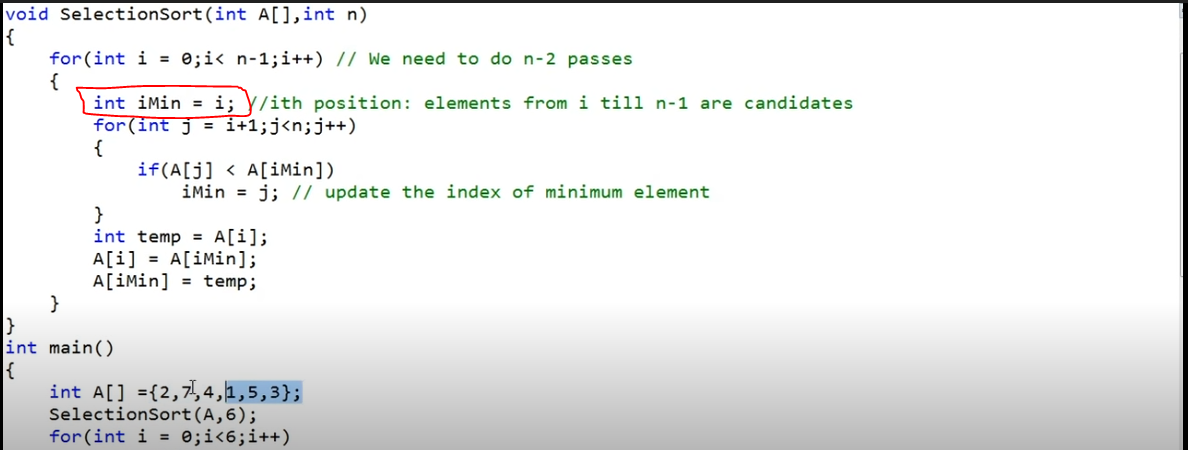 void SelectionSort(int A[],int n)
{
for(int i = 0;i< n-1;i++) // We need to do n-2 passes
{
int iMin = i; //ith position: elements from i till n-1 are candidates
for(int j = i+1;j<n;j++)
{
if(A[j] < A[iMin])
iMin = j; // update the index of minimum element
}
int temp = A[i];
A[i] = A[iMin];
A[iMin] = temp;
}
}
int main()
{
int A[] ={2,7,4,1,5,3};
SelectionSort(A,6);
for(int i = 0;i<6;i++)